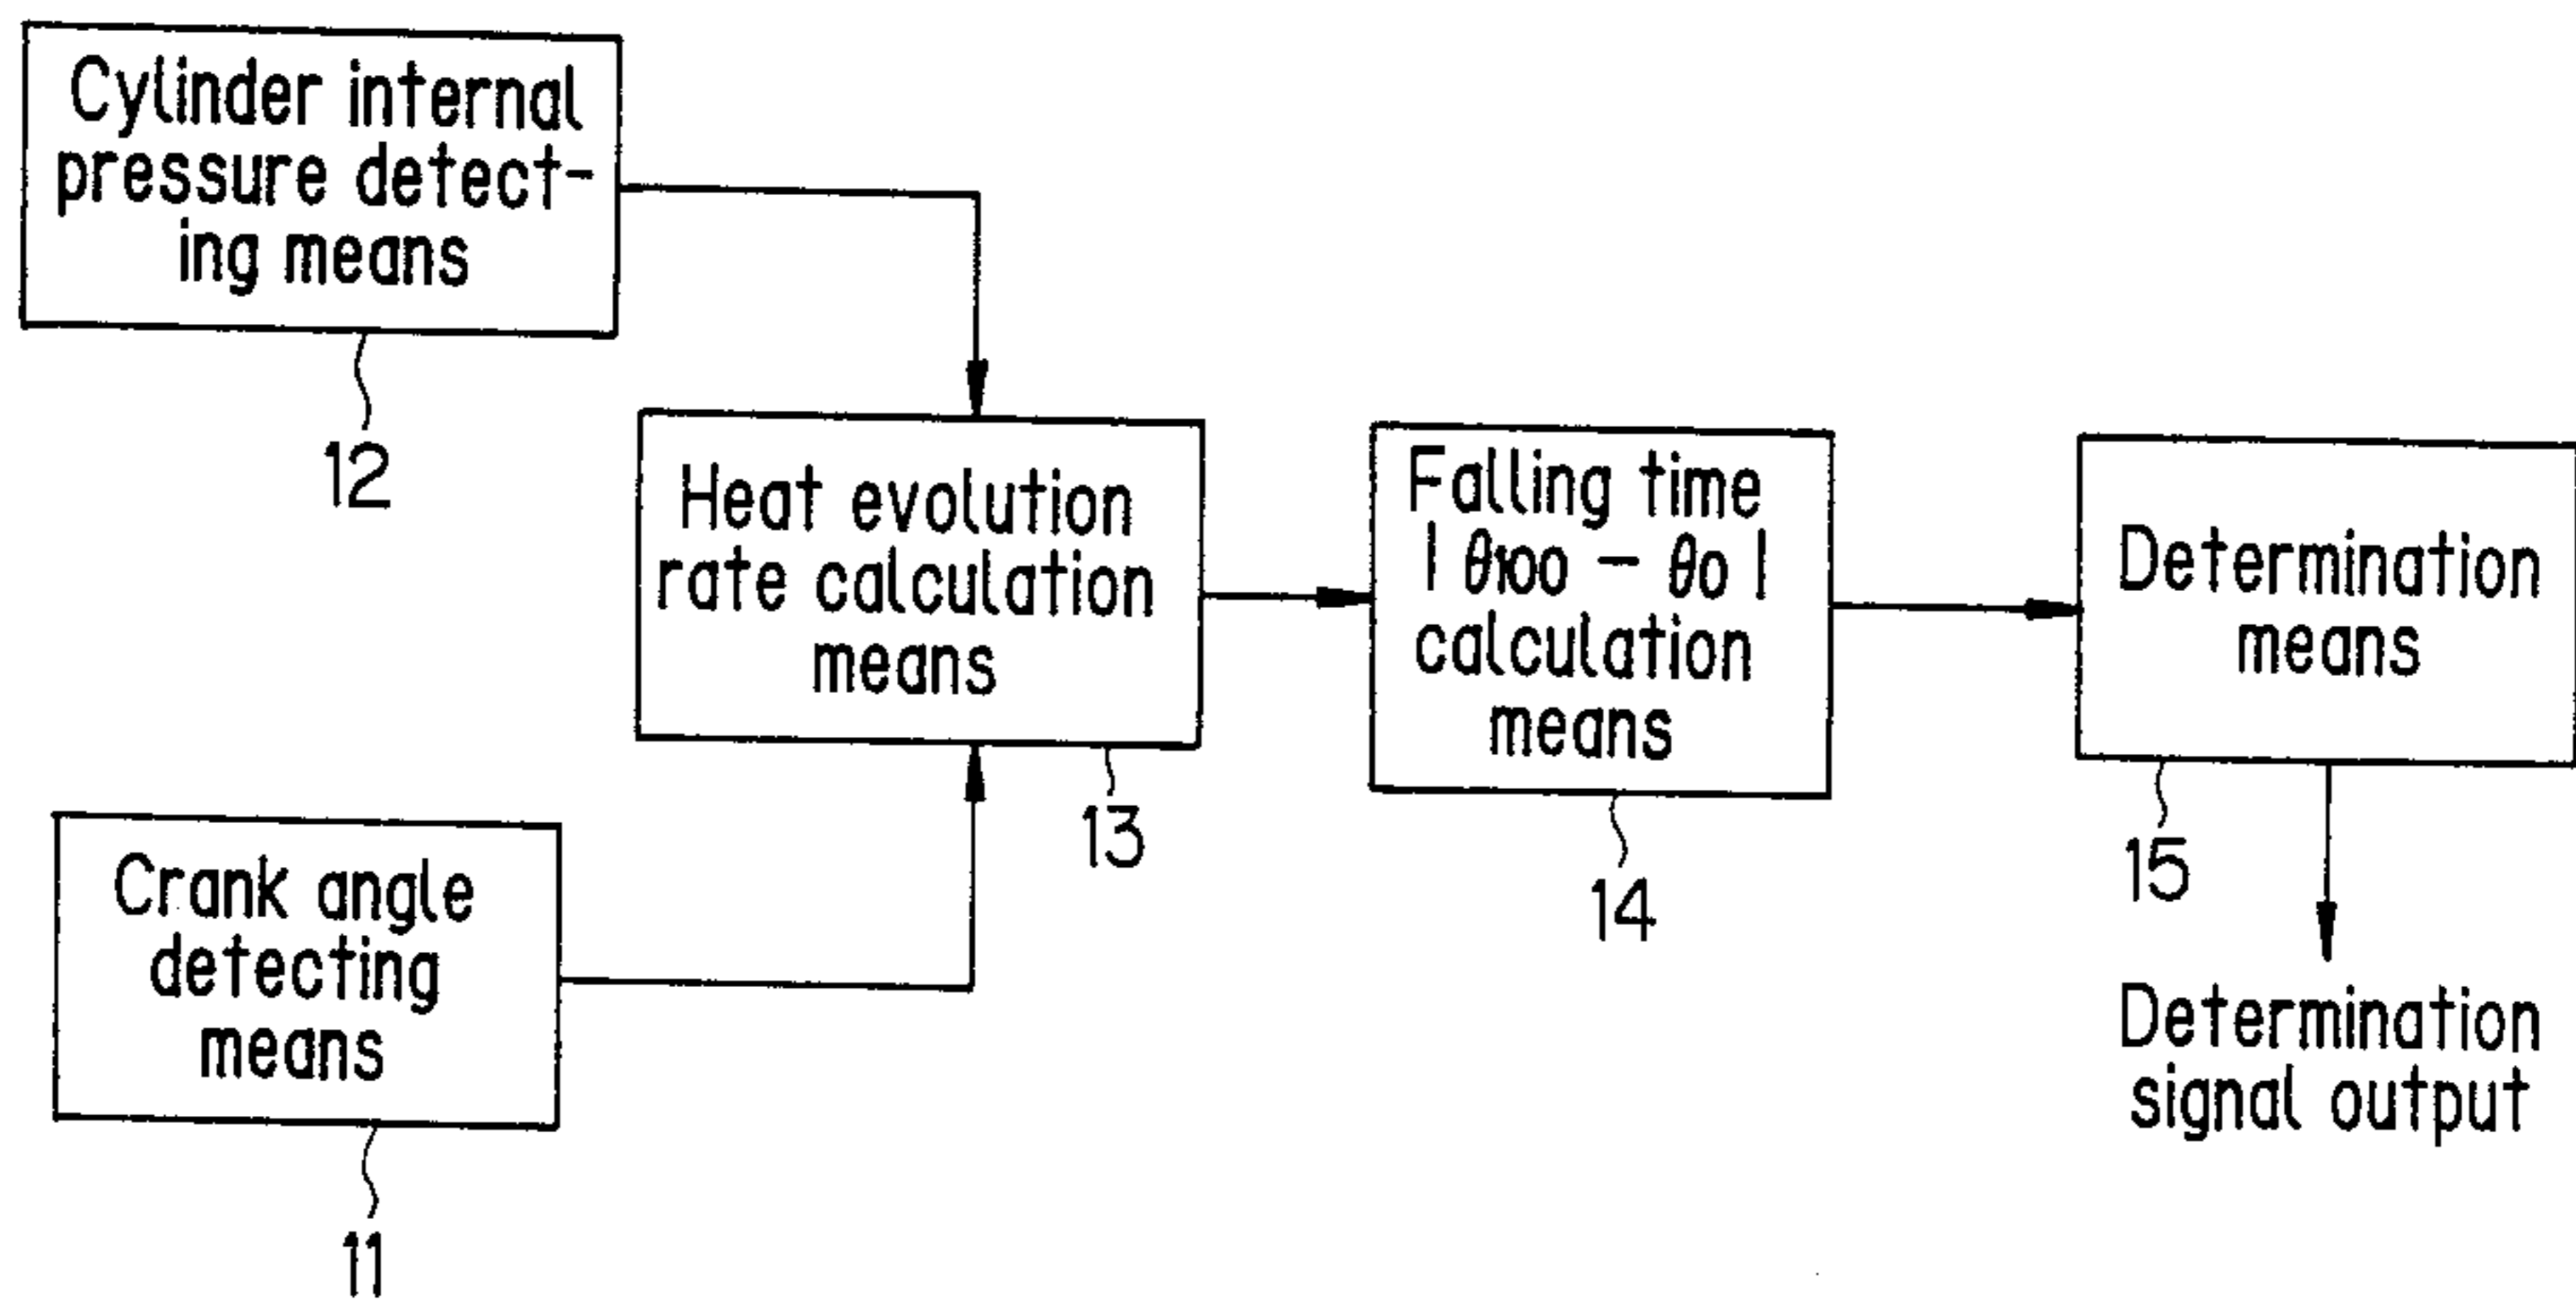 Cylinder internal
pressure detect-
ing means
12
Heat evolution
rate calculation
means
13
Falling time
| θ100 − θ0 |
calculation
means
14
Determination
means
15
Determination
signal output
Crank angle
detecting
means
11